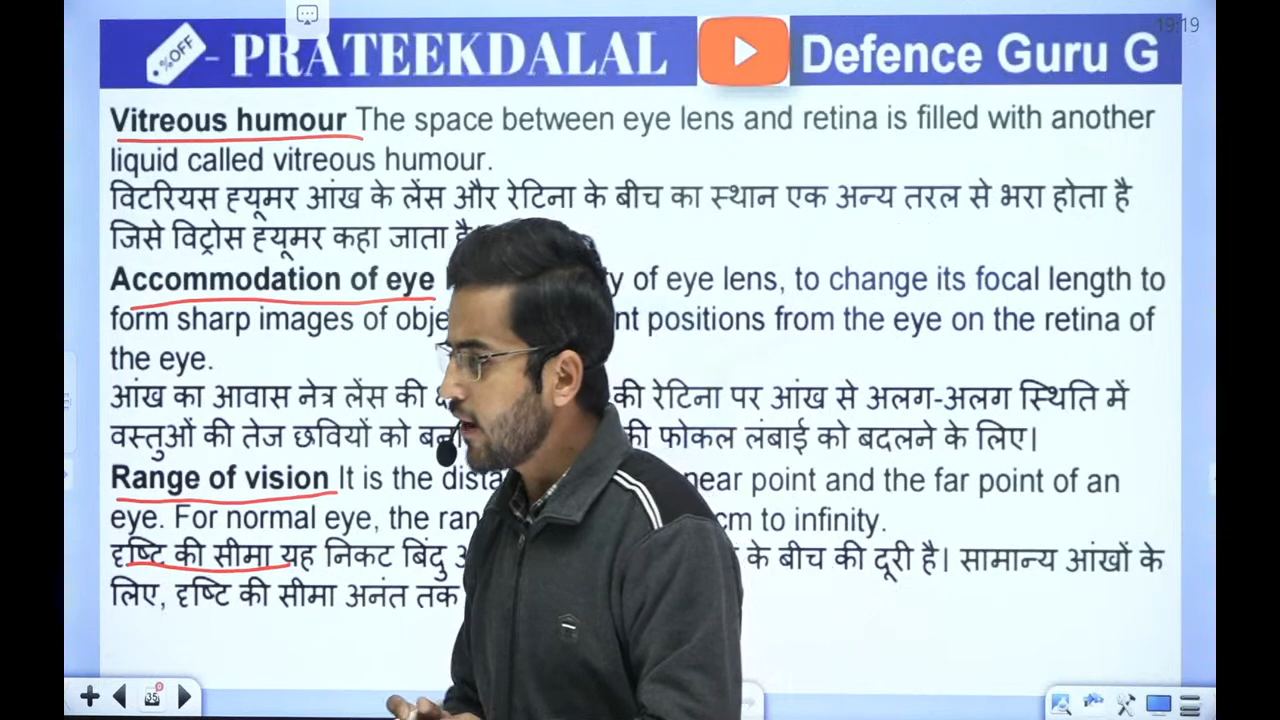 %OFF - PRATEEKDALAL Defence Guru G
19:19
Vitreous humour The space between eye lens and retina is filled with another
liquid called vitreous humour.
विटरियस ह्यूमर आंख के लेंस और रेटिना के बीच का स्थान एक अन्य तरल से भरा होता है
जिसे विट्रोस ह्यूमर कहा जाता है
Accommodation of eye of eye lens, to change its focal length to
form sharp images of positions from the eye on the retina of
the eye.
आंख का आवास नेत्र लेंस की की रेटिना पर आंख से अलग-अलग स्थिति में
वस्तुओं की तेज छवियों को की फोकल लंबाई को बदलने के लिए।
Range of vision It is the near point and the far point of an
eye. For normal eye, the cm to infinity.
दृष्टि की सीमा यह निकट बिंदु के बीच की दूरी है। सामान्य आंखों के
लिए, दृष्टि की सीमा अनंत तक
35